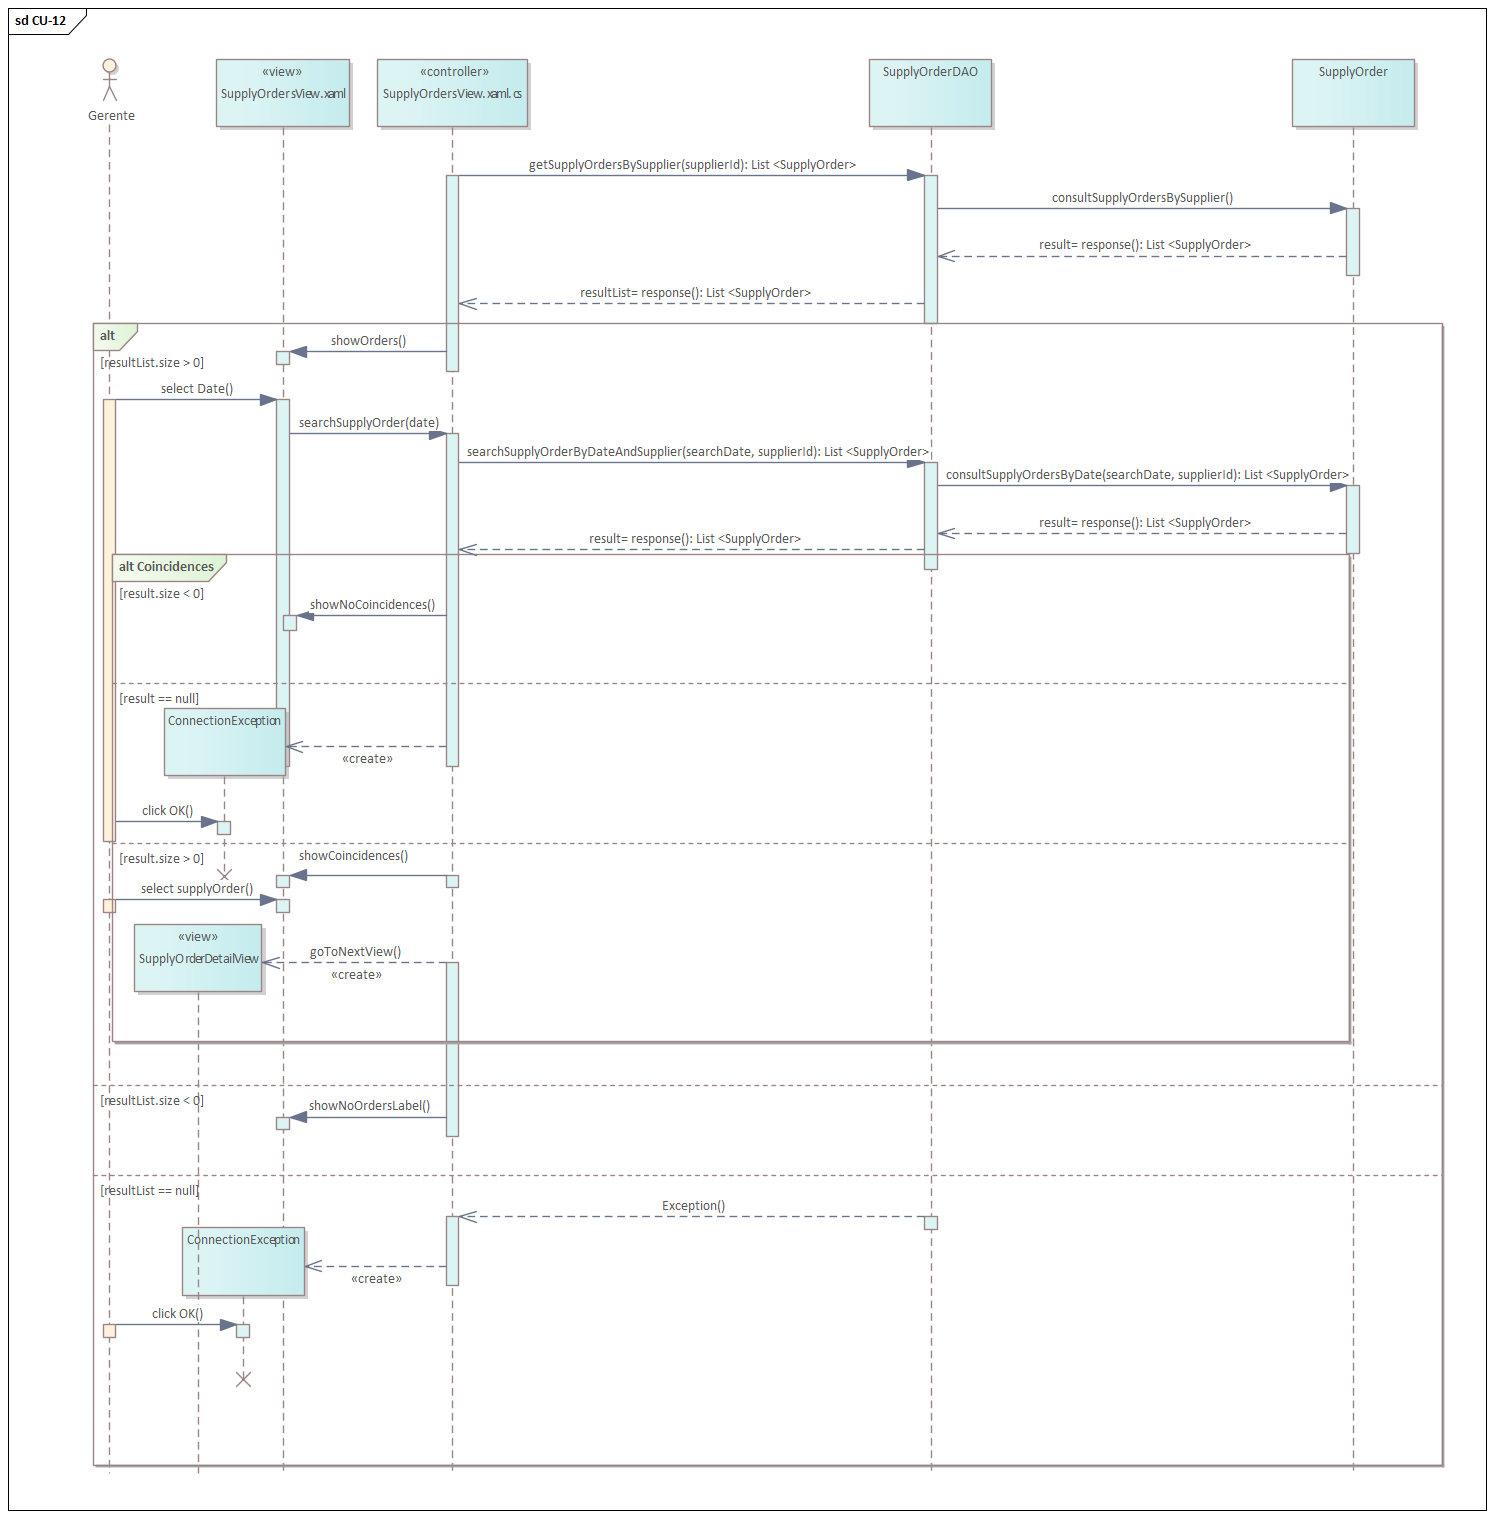 sd CU-12
Gerente
«view»
SupplyOrdersView.xaml
«controller»
SupplyOrdersView.xaml.cs
SupplyOrderDAO
SupplyOrder
getSupplyOrdersBySupplier(supplierId): List <SupplyOrder>
consultSupplyOrdersBySupplier()
result= response(): List <SupplyOrder>
resultList= response(): List <SupplyOrder>
alt
[resultList.size > 0]
showOrders()
select Date()
searchSupplyOrder(date)
searchSupplyOrderByDateAndSupplier(searchDate, supplierId): List <SupplyOrder>
consultSupplyOrdersByDate(searchDate, supplierId): List <SupplyOrder>
result= response(): List <SupplyOrder>
result= response(): List <SupplyOrder>
alt Coincidences
[result.size < 0]
showNoCoincidences()
[result == null]
ConnectionException
«create»
click OK()
[result.size > 0]
showCoincidences()
select supplyOrder()
«view»
SupplyOrderDetailView
goToNextView()
«create»
[resultList.size < 0]
showNoOrdersLabel()
[resultList == null]
Exception()
ConnectionException
«create»
click OK()